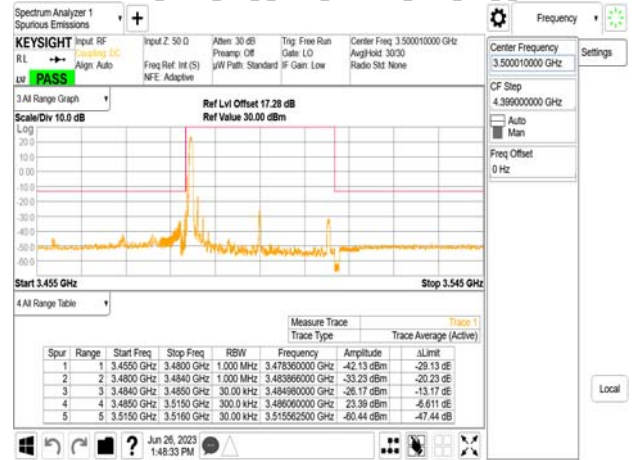 Spectrum Analyzer 1
Spurious Emissions
+
Frequency
KEYSIGHT Input: RF Input Z: 50 Ω Atten: 30 dB Trig: Free Run Center Freq: 3.500010000 GHz
RL Coupling: DC Preamp: Off Gate: LO Avg|Hold: 30/30
Align: Auto Freq Ref: Int (S) µW Path: Standard IF Gain: Low Radio Std: None
LV PASS NFE: Adaptive
Center Frequency
3.500010000 GHz
Settings
CF Step
4.399000000 GHz
Auto
Man
Freq Offset
0 Hz
3 All Range Graph
Ref Lvl Offset 17.28 dB
Scale/Div 10.0 dB Ref Value 30.00 dBm
Log
20.0
10.0
0.00
-10.0
-20.0
-30.0
-40.0
-50.0
-60.0
Start 3.455 GHz Stop 3.545 GHz
4 All Range Table
Measure Trace Trace 1
Trace Type Trace Average (Active)
Spur Range Start Freq Stop Freq RBW Frequency Amplitude ΔLimit
1 1 3.4550 GHz 3.4800 GHz 1.000 MHz 3.478360000 GHz -42.13 dBm -29.13 dB
2 2 3.4800 GHz 3.4840 GHz 1.000 MHz 3.483866000 GHz -33.23 dBm -20.23 dB
3 3 3.4840 GHz 3.4850 GHz 30.00 kHz 3.484980000 GHz -26.17 dBm -13.17 dB
4 4 3.4850 GHz 3.5150 GHz 300.0 kHz 3.486060000 GHz 23.39 dBm -6.611 dB
5 5 3.5150 GHz 3.5160 GHz 30.00 kHz 3.515562500 GHz -60.44 dBm -47.44 dB
Local
?
Jun 26, 2023
1:48:33 PM